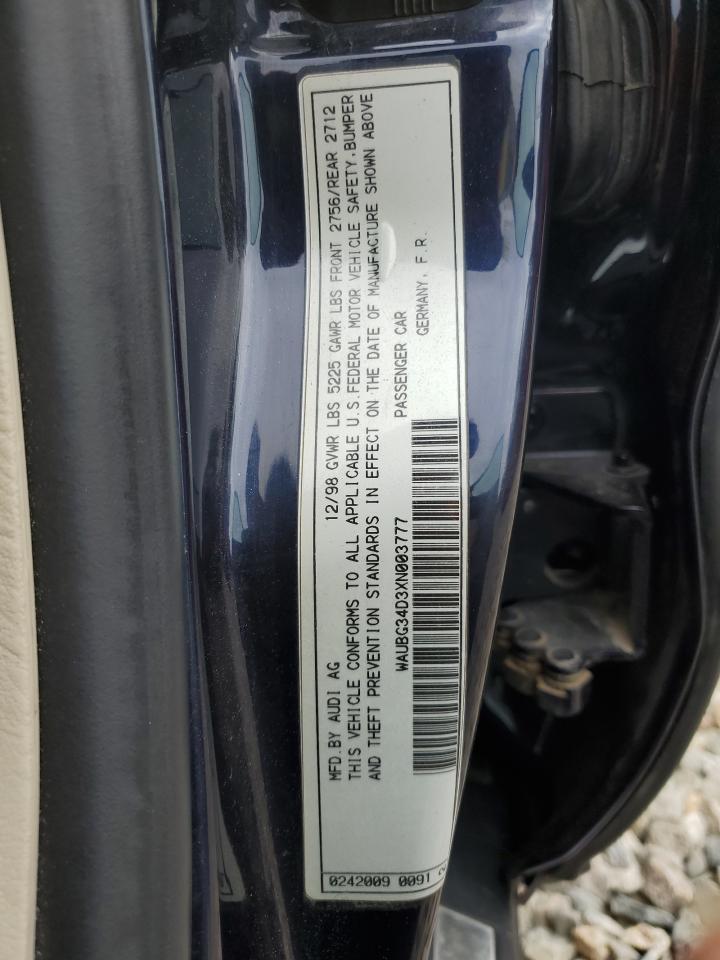 MFD.BY AUDI AG 12/98 GVWR LBS 5225 GAWR LBS FRONT 2756/REAR 2712
THIS VEHICLE CONFORMS TO ALL APPLICABLE U.S.FEDERAL MOTOR VEHICLE SAFETY,BUMPER
AND THEFT PREVENTION STANDARDS IN EFFECT ON THE DATE OF MANUFACTURE SHOWN ABOVE
WAUBG34D3XN003777 PASSENGER CAR
GERMANY, F.R.
0242009 0091